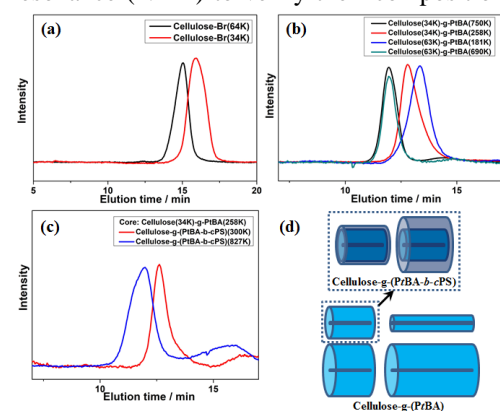 (a)
Cellulose-Br(64K)
Cellulose-Br(34K)
Intensity
5 10 15 20
Elution time / min
(b)
Cellulose(34K)-g-PtBA(750K)
Cellulose(34K)-g-PtBA(258K)
Cellulose(63K)-g-PtBA(181K)
Cellulose(63K)-g-PtBA(690K)
Intensity
10 15
Elution time / min
(c)
Core: Cellulose(34K)-g-PtBA(258K)
Cellulose-g-(PtBA-b-cPS)(300K)
Cellulose-g-(PtBA-b-cPS)(827K)
Intensity
10 15
Elution time / min
(d)
Cellulose-g-(PtBA-b-cPS)
Cellulose-g-(PtBA)